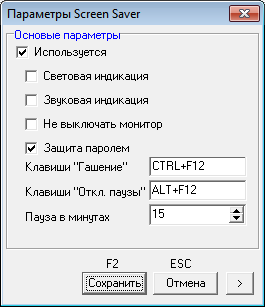 Параметры Screen Saver
Основые параметры
Используется
Световая индикация
Звуковая индикация
Не выключать монитор
Защита паролем
Клавиши "Гашение" CTRL+F12
Клавиши "Откл. паузы" ALT+F12
Пауза в минутах 15
F2 ESC
Сохранить Отмена >